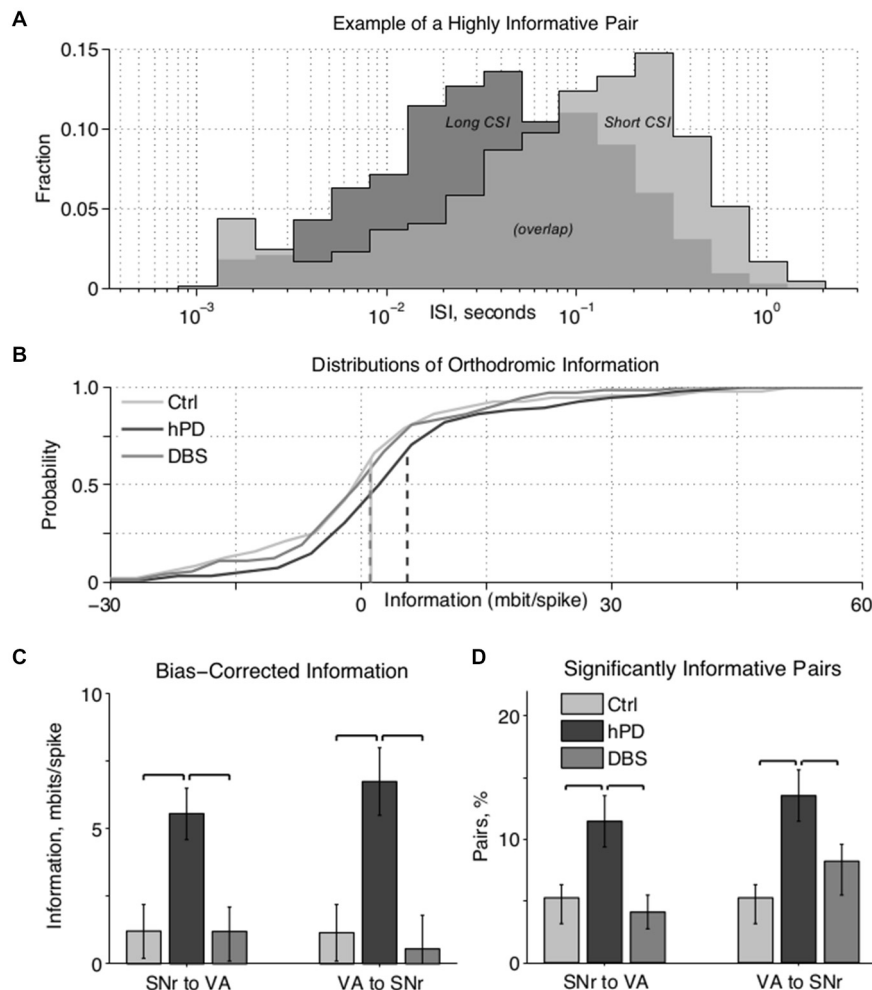 A
Example of a Highly Informative Pair
0.15
0.10
0.05
0
Fraction
Long CSI
Short CSI
(overlap)
10⁻³
10⁻²
10⁻¹
10⁰
ISI, seconds
B
Distributions of Orthodromic Information
1.0
0.5
0
Probability
Ctrl
hPD
DBS
−30
0
30
60
Information (mbit/spike)
C
Bias−Corrected Information
10
5
0
Information, mbits/spike
SNr to VA
VA to SNr
D
Significantly Informative Pairs
Ctrl
hPD
DBS
20
10
0
Pairs, %
SNr to VA
VA to SNr